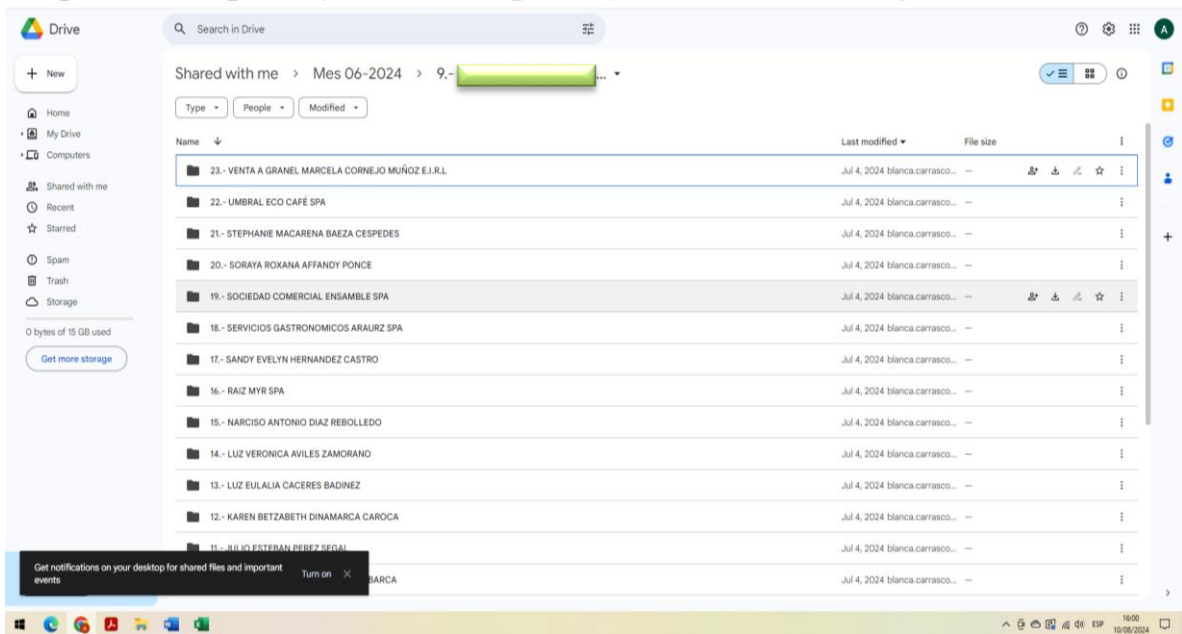 Drive
Search in Drive
A
New
Shared with me > Mes 06-2024 > 9.- ...
Type People Modified
Home
My Drive
Computers
Shared with me
Recent
Starred
Spam
Trash
Storage
0 bytes of 15 GB used
Get more storage
Name Last modified File size
23.- VENTA A GRANEL MARCELA CORNEJO MUÑOZ E.I.R.L Jul 4, 2024 blanca.carrasco... —
22.- UMBRAL ECO CAFÉ SPA Jul 4, 2024 blanca.carrasco... —
21.- STEPHANIE MACARENA BAEZA CESPEDES Jul 4, 2024 blanca.carrasco... —
20.- SORAYA ROXANA AFFANDY PONCE Jul 4, 2024 blanca.carrasco... —
19.- SOCIEDAD COMERCIAL ENSAMBLE SPA Jul 4, 2024 blanca.carrasco... —
18.- SERVICIOS GASTRONOMICOS ARAURZ SPA Jul 4, 2024 blanca.carrasco... —
17.- SANDY EVELYN HERNANDEZ CASTRO Jul 4, 2024 blanca.carrasco... —
16.- RAIZ MYR SPA Jul 4, 2024 blanca.carrasco... —
15.- NARCISO ANTONIO DIAZ REBOLLEDO Jul 4, 2024 blanca.carrasco... —
14.- LUZ VERONICA AVILES ZAMORANO Jul 4, 2024 blanca.carrasco... —
13.- LUZ EULALIA CACERES BADINEZ Jul 4, 2024 blanca.carrasco... —
12.- KAREN BETZABETH DINAMARCA CAROCA Jul 4, 2024 blanca.carrasco... —
11.- JULIO ESTEBAN PEREZ SEGAL Jul 4, 2024 blanca.carrasco... —
BARCA Jul 4, 2024 blanca.carrasco... —
Get notifications on your desktop for shared files and important
events
Turn on
ESP
16:00
10/08/2024